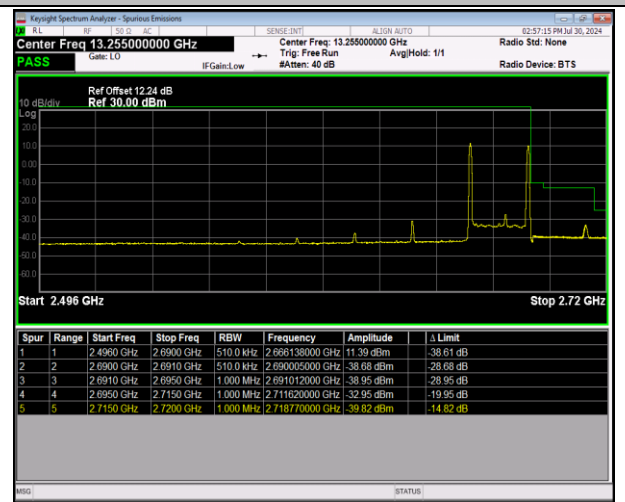 Keysight Spectrum Analyzer - Spurious Emissions
RL RF 50 Ω AC SENSE:INT ALIGN AUTO 02:57:15 PM Jul 30, 2024
Center Freq 13.255000000 GHz Center Freq: 13.255000000 GHz Radio Std: None
PASS Gate: LO IFGain:Low Trig: Free Run Avg|Hold: 1/1
#Atten: 40 dB Radio Device: BTS
Ref Offset 12.24 dB
10 dB/div Ref 30.00 dBm
Log
20.0
10.0
0.00
-10.0
-20.0
-30.0
-40.0
-50.0
-60.0
Start 2.496 GHz Stop 2.72 GHz
Spur Range Start Freq Stop Freq RBW Frequency Amplitude Δ Limit
1 1 2.4960 GHz 2.6900 GHz 510.0 kHz 2.666138000 GHz 11.39 dBm -38.61 dB
2 2 2.6900 GHz 2.6910 GHz 510.0 kHz 2.690005000 GHz -38.68 dBm -28.68 dB
3 3 2.6910 GHz 2.6950 GHz 1.000 MHz 2.691012000 GHz -38.95 dBm -28.95 dB
4 4 2.6950 GHz 2.7150 GHz 1.000 MHz 2.711620000 GHz -32.95 dBm -19.95 dB
5 5 2.7150 GHz 2.7200 GHz 1.000 MHz 2.718770000 GHz -39.82 dBm -14.82 dB
MSG STATUS